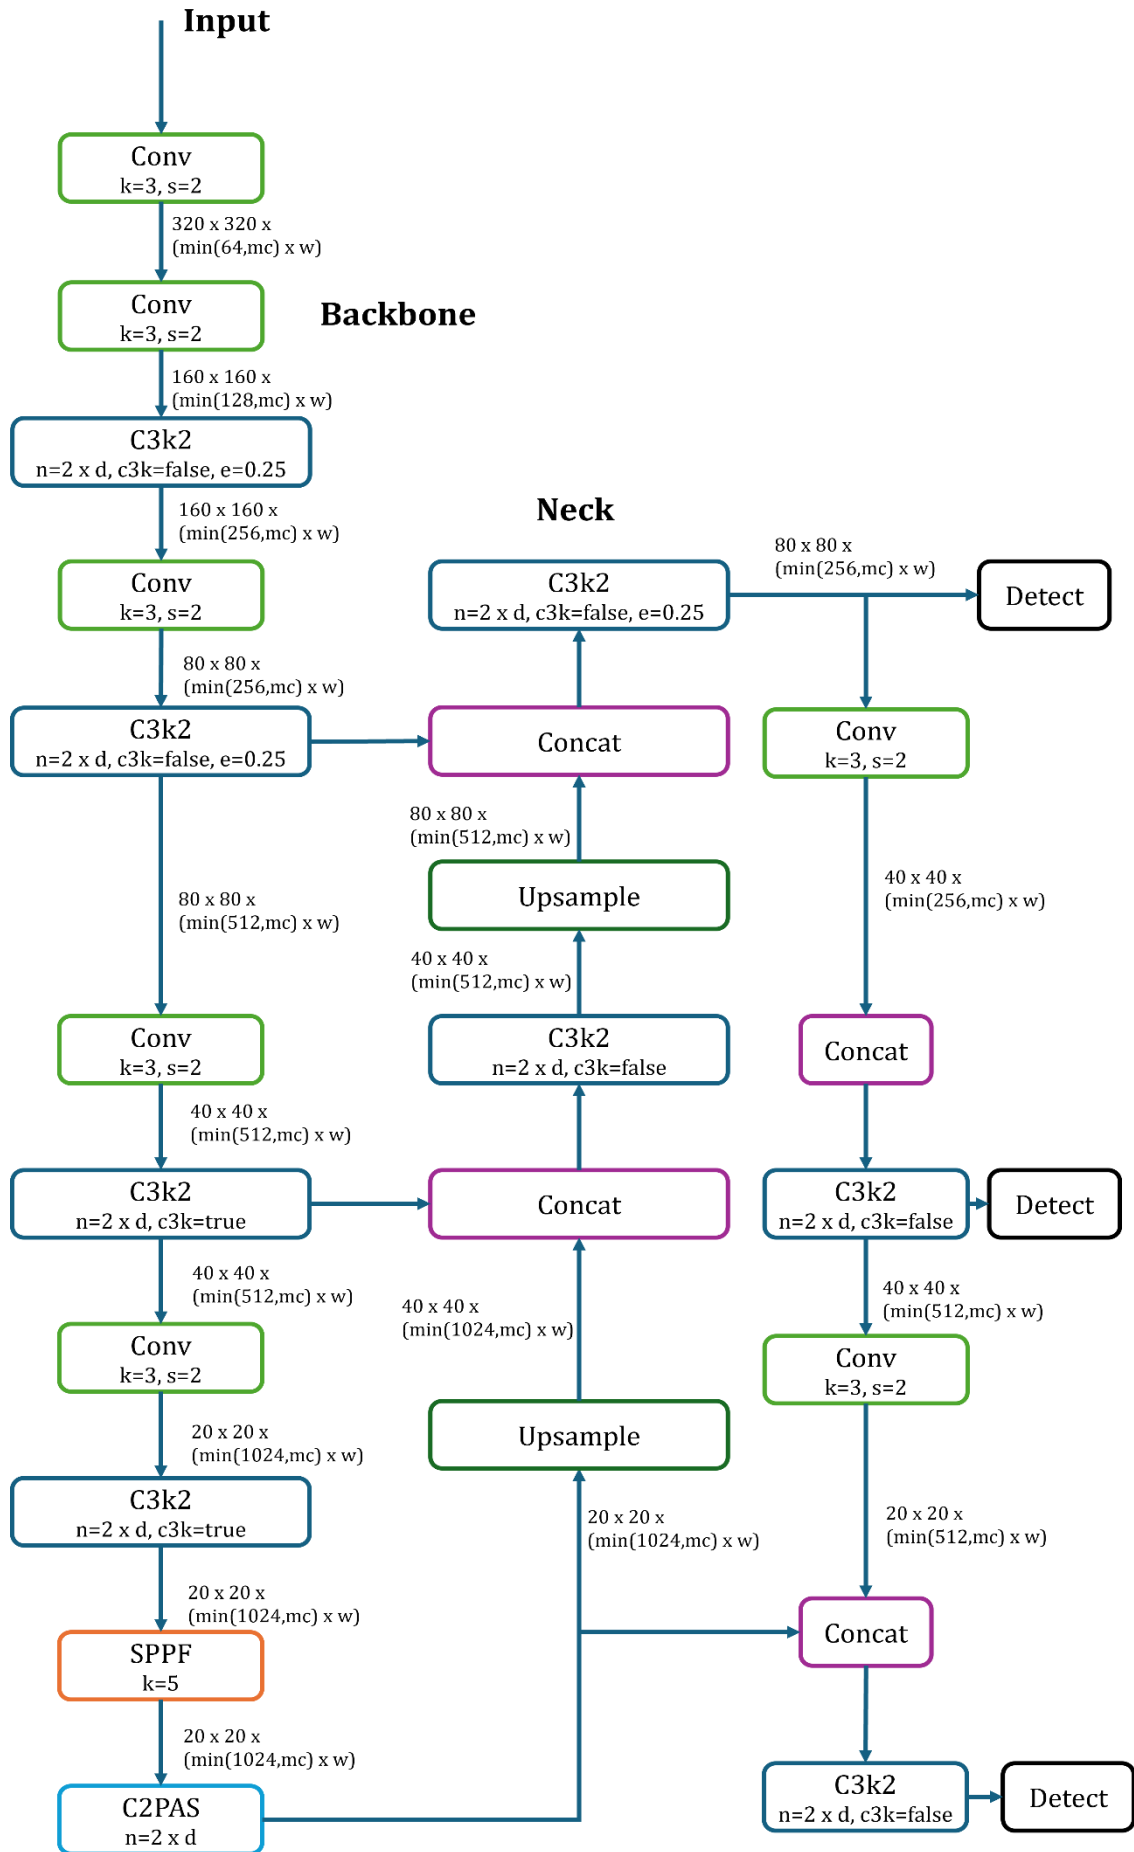 Input
Conv
k=3, s=2
320 x 320 x
(min(64,mc) x w)
Conv
k=3, s=2
Backbone
160 x 160 x
(min(128,mc) x w)
C3k2
n=2 x d, c3k=false, e=0.25
160 x 160 x
(min(256,mc) x w)
Conv
k=3, s=2
80 x 80 x
(min(256,mc) x w)
C3k2
n=2 x d, c3k=false, e=0.25
80 x 80 x
(min(512,mc) x w)
Conv
k=3, s=2
40 x 40 x
(min(512,mc) x w)
C3k2
n=2 x d, c3k=true
40 x 40 x
(min(512,mc) x w)
Conv
k=3, s=2
20 x 20 x
(min(1024,mc) x w)
C3k2
n=2 x d, c3k=true
20 x 20 x
(min(1024,mc) x w)
SPPF
k=5
20 x 20 x
(min(1024,mc) x w)
C2PAS
n=2 x d
Neck
C3k2
n=2 x d, c3k=false, e=0.25
Concat
80 x 80 x
(min(512,mc) x w)
Upsample
40 x 40 x
(min(512,mc) x w)
C3k2
n=2 x d, c3k=false
Concat
40 x 40 x
(min(1024,mc) x w)
Upsample
20 x 20 x
(min(1024,mc) x w)
80 x 80 x
(min(256,mc) x w)
Detect
Conv
k=3, s=2
40 x 40 x
(min(256,mc) x w)
Concat
C3k2
n=2 x d, c3k=false
Detect
40 x 40 x
(min(512,mc) x w)
Conv
k=3, s=2
20 x 20 x
(min(512,mc) x w)
Concat
C3k2
n=2 x d, c3k=false
Detect